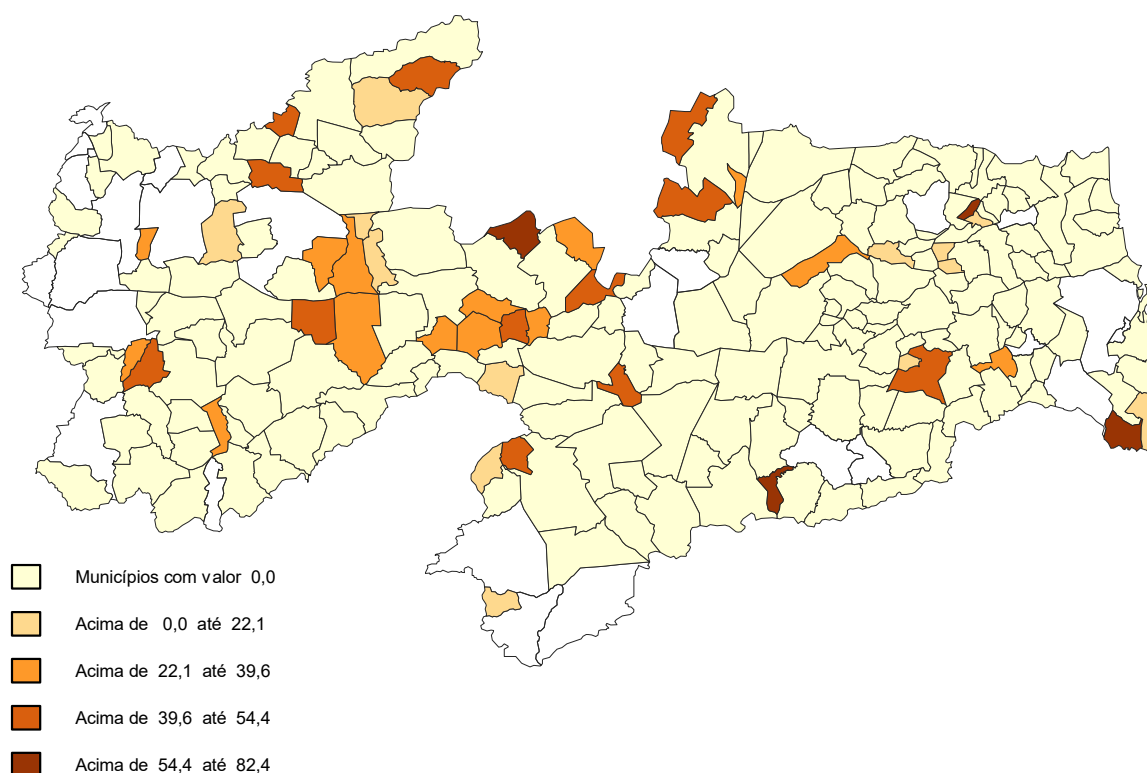 Municípios com valor 0,0
Acima de 0,0 até 22,1
Acima de 22,1 até 39,6
Acima de 39,6 até 54,4
Acima de 54,4 até 82,4